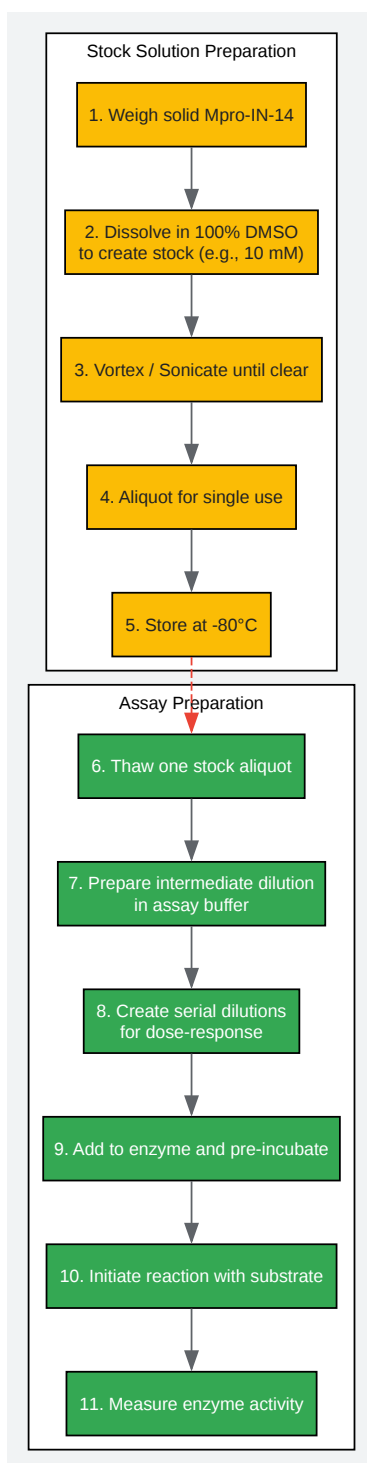 Stock Solution Preparation
1. Weigh solid Mpro-IN-14
2. Dissolve in 100% DMSO
to create stock (e.g., 10 mM)
3. Vortex / Sonicate until clear
4. Aliquot for single use
5. Store at -80°C
Assay Preparation
6. Thaw one stock aliquot
7. Prepare intermediate dilution
in assay buffer
8. Create serial dilutions
for dose-response
9. Add to enzyme and pre-incubate
10. Initiate reaction with substrate
11. Measure enzyme activity